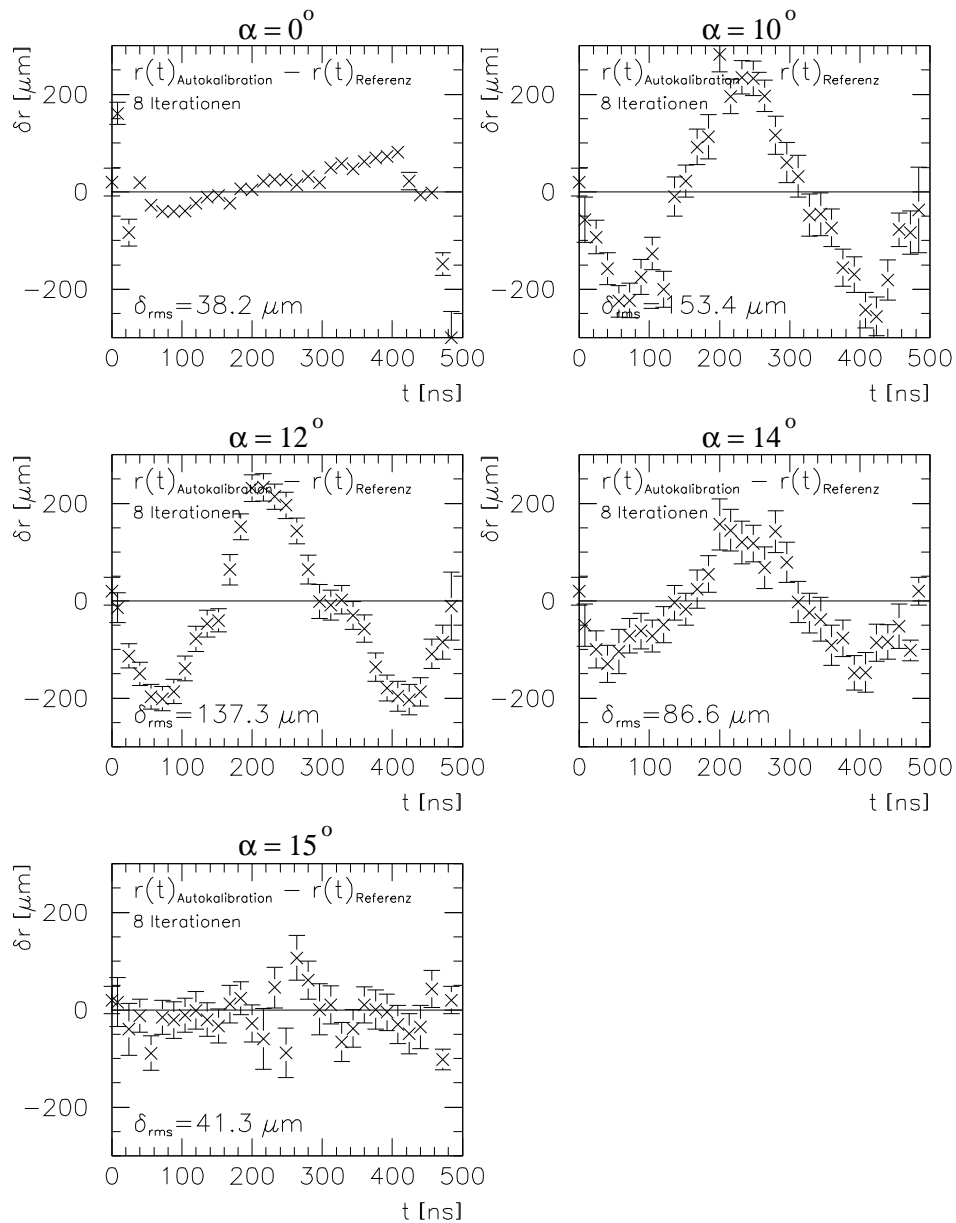 α = 0°
δr [μm]
r(t)Autokalibration − r(t)Referenz
8 Iterationen
200
0
−200
δrms=38.2 μm
0 100 200 300 400 500
t [ns]
α = 10°
δr [μm]
r(t)Autokalibration r(t)Referenz
8 Iterationen
200
0
−200
δrms=153.4 μm
0 100 200 300 400 500
t [ns]
α = 12°
δr [μm]
r(t)Autokalibration − r(t)Referenz
8 Iterationen
200
0
−200
δrms=137.3 μm
0 100 200 300 400 500
t [ns]
α = 14°
δr [μm]
r(t)Autokalibration − r(t)Referenz
8 Iterationen
200
0
−200
δrms=86.6 μm
0 100 200 300 400 500
t [ns]
α = 15°
δr [μm]
r(t)Autokalibration − r(t)Referenz
8 Iterationen
200
0
−200
δrms=41.3 μm
0 100 200 300 400 500
t [ns]